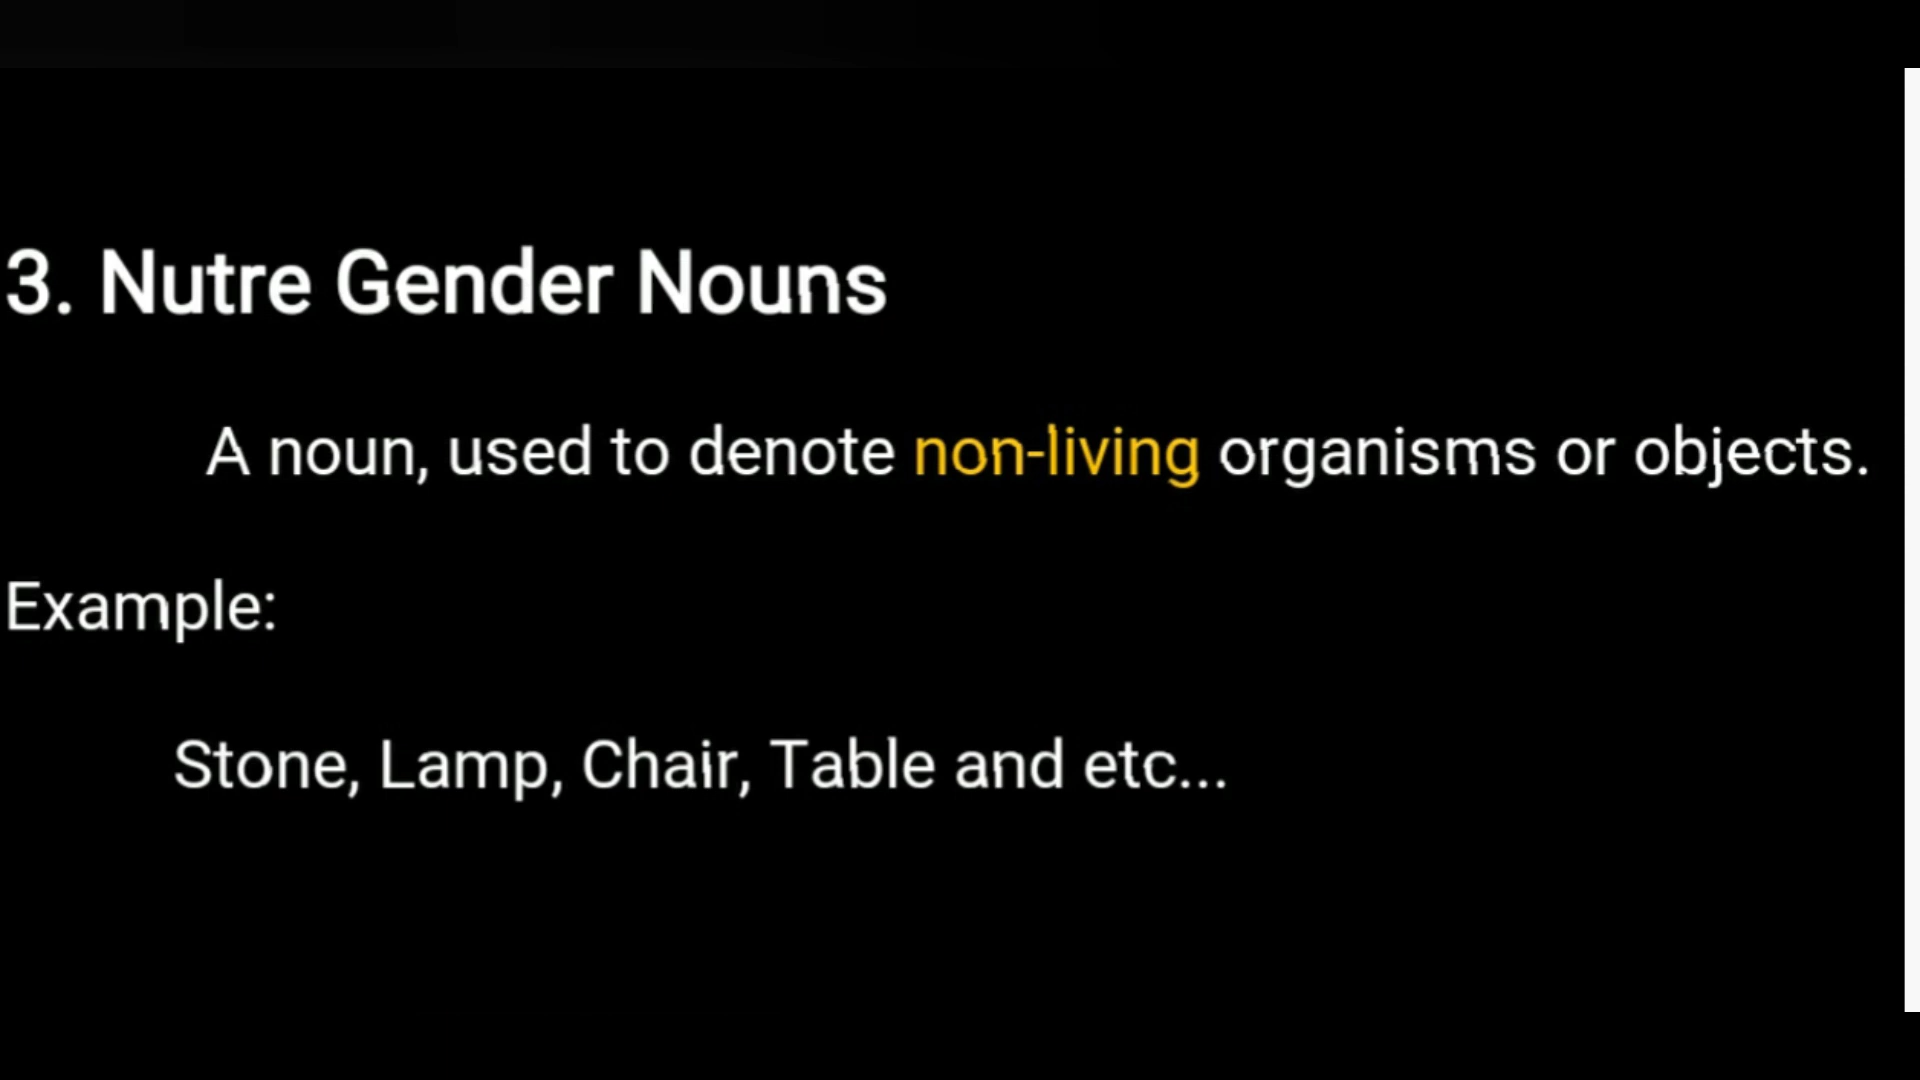 3. Nutre Gender Nouns
A noun, used to denote non-living organisms or objects.
Example:
Stone, Lamp, Chair, Table and etc...